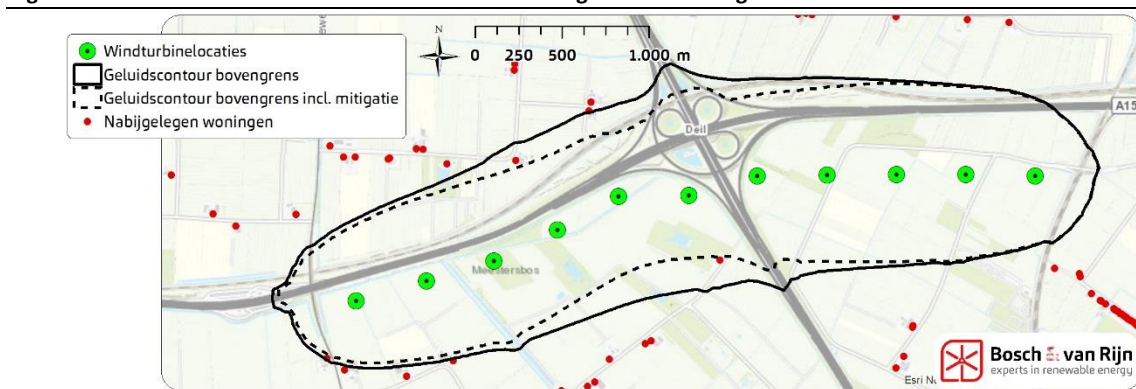 N
0 250 500 1.000 m
Windturbinelocaties
Geluidscontour bovengrens
Geluidscontour bovengrens incl. mitigatie
Nabijgelegen woningen
A15
Deil
Bosch & van Rijn
experts in renewable energy
Esri